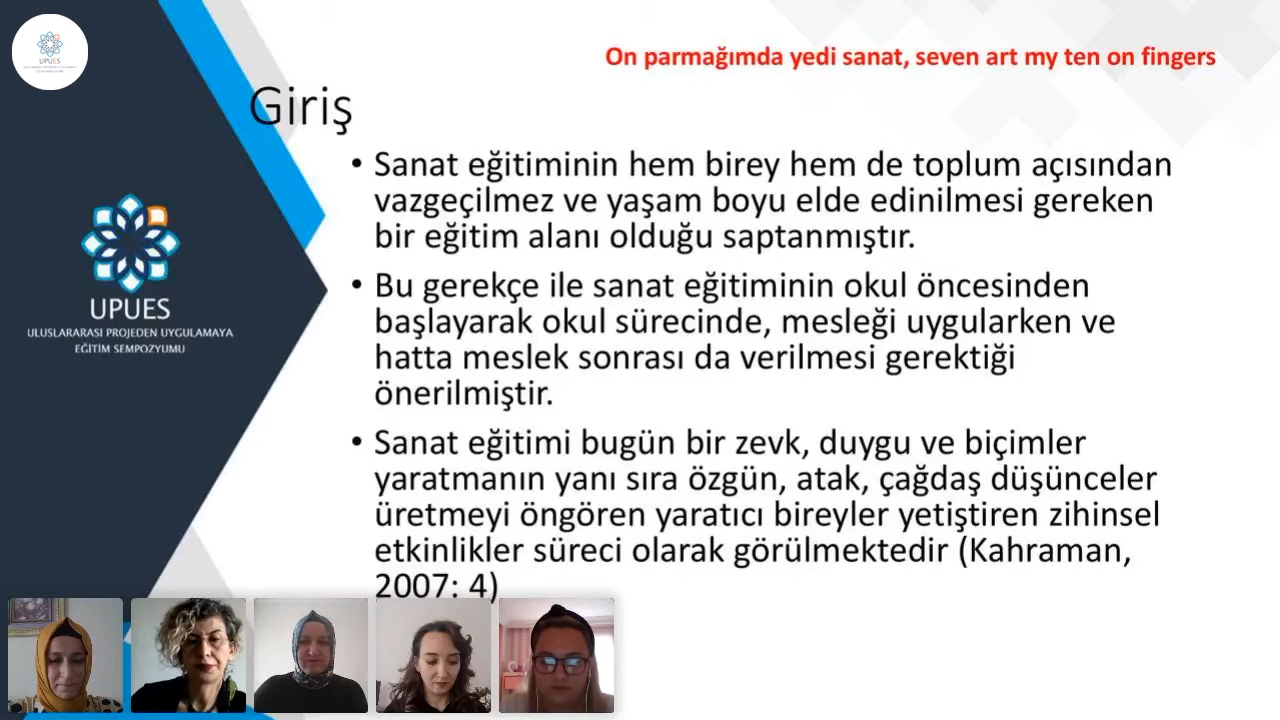 UPUES
On parmağımda yedi sanat, seven art my ten on fingers
Giriş
• Sanat eğitiminin hem birey hem de toplum açısından
vazgeçilmez ve yaşam boyu elde edinilmesi gereken
bir eğitim alanı olduğu saptanmıştır.
• Bu gerekçe ile sanat eğitiminin okul öncesinden
başlayarak okul sürecinde, mesleği uygularken ve
hatta meslek sonrası da verilmesi gerektiği
önerilmiştir.
• Sanat eğitimi bugün bir zevk, duygu ve biçimler
yaratmanın yanı sıra özgün, atak, çağdaş düşünceler
üretmeyi öngören yaratıcı bireyler yetiştiren zihinsel
etkinlikler süreci olarak görülmektedir (Kahraman,
2007: 4)
UPUES
ULUSLARARASI PROJEDEN UYGULAMAYA
EĞİTİM SEMPOZYUMU